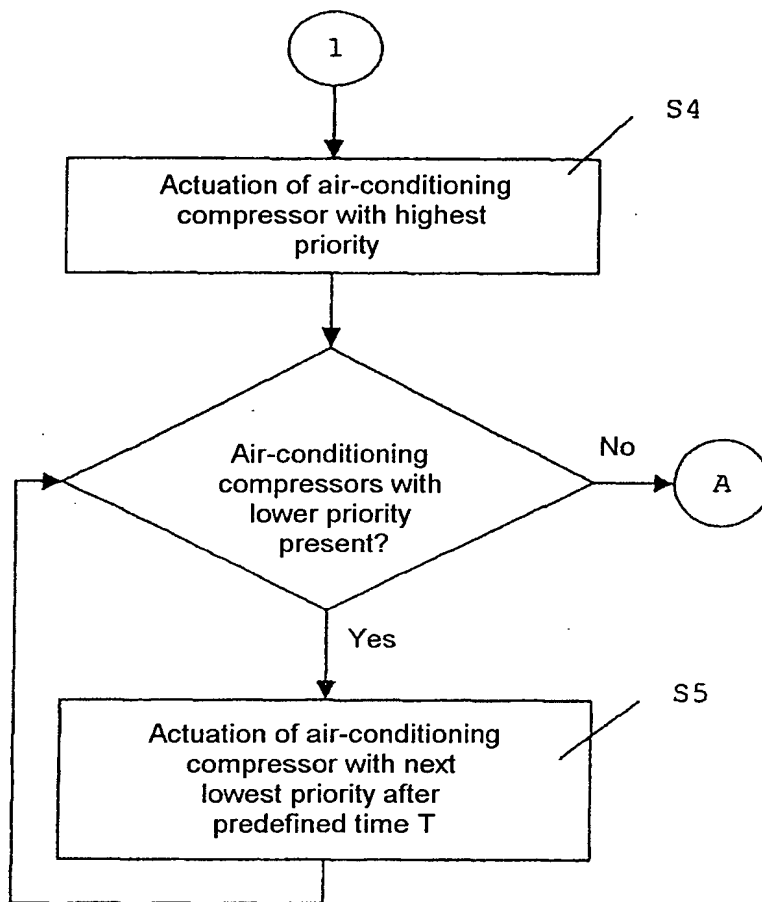 1
S4
Actuation of air-conditioning
compressor with highest
priority
Air-conditioning
compressors with
lower priority
present?
No
A
Yes
S5
Actuation of air-conditioning
compressor with next
lowest priority after
predefined time T